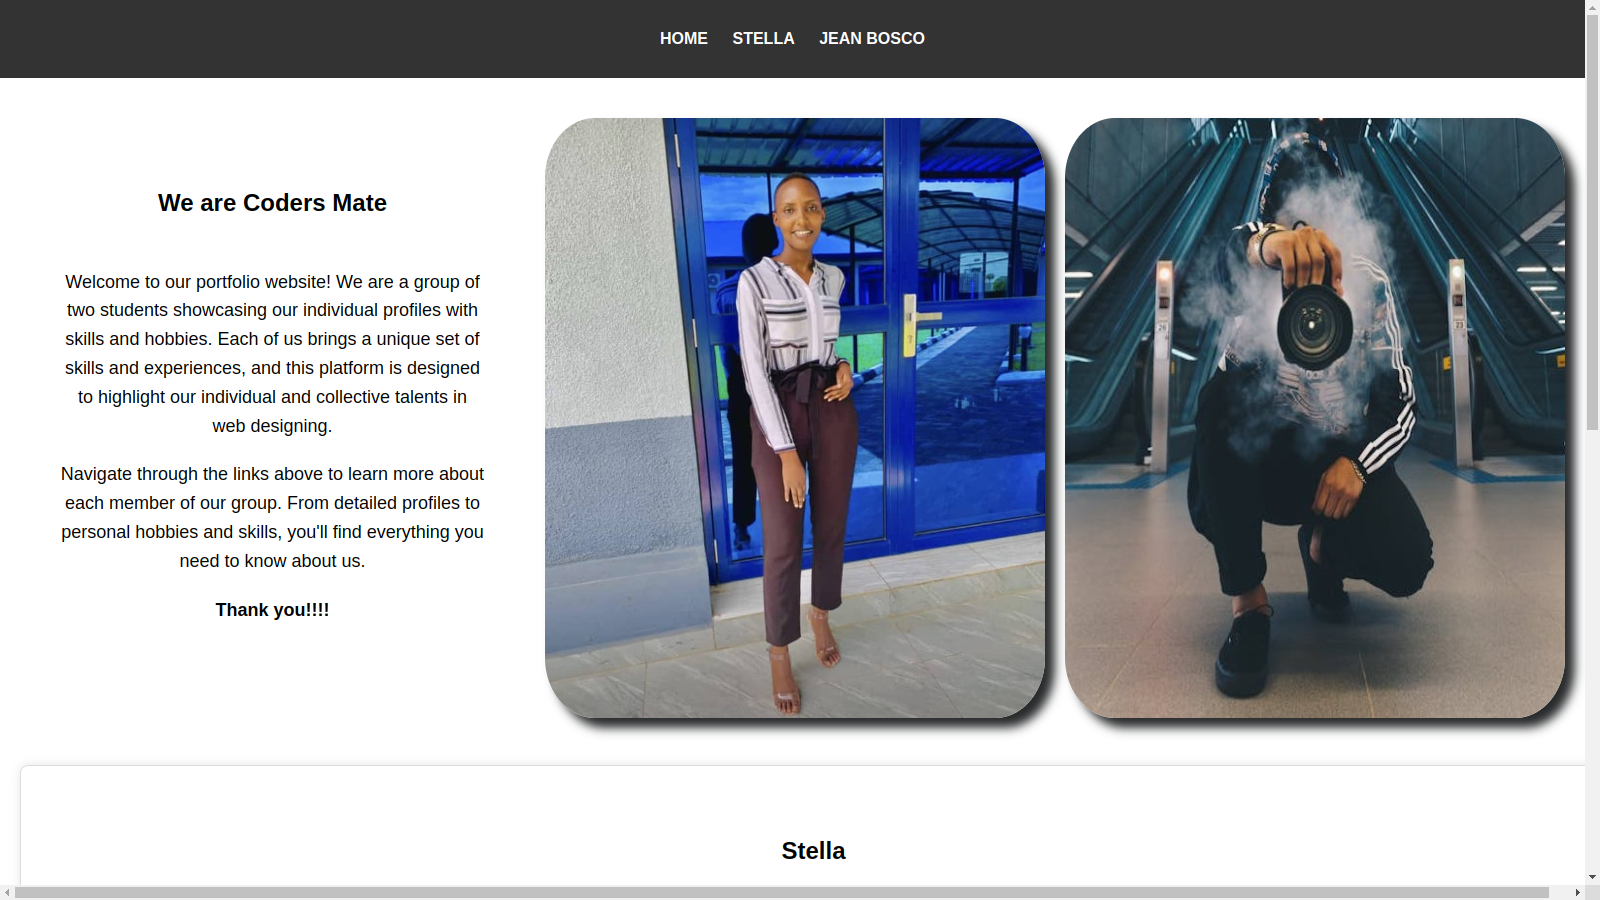 HOME STELLA JEAN BOSCO
We are Coders Mate
Welcome to our portfolio website! We are a group of
two students showcasing our individual profiles with
skills and hobbies. Each of us brings a unique set of
skills and experiences, and this platform is designed
to highlight our individual and collective talents in
web designing.
Navigate through the links above to learn more about
each member of our group. From detailed profiles to
personal hobbies and skills, you'll find everything you
need to know about us.
Thank you!!!!
26
23
Stella